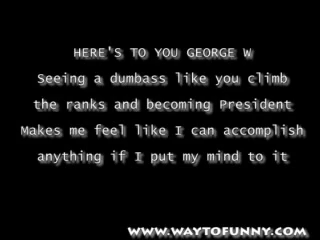 HERE'S TO YOU GEORGE W
Seeing a dumbass like you climb
the ranks and becoming President
Makes me feel like I can accomplish
anything if I put my mind to it
WWW.WAYTOFUNNY.COM